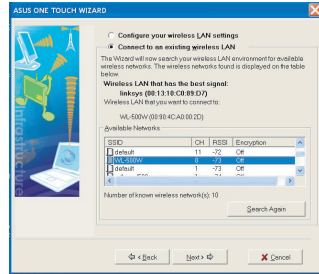 ASUS ONE TOUCH WIZARD
Configure your wireless LAN settings
Connect to an existing wireless LAN
The Wizard will now search your wireless LAN environment for available
wireless networks. The wireless networks found is displayed on the table
below
Wireless LAN that has the best signal:
linksys (00:13:10:C0:89:D7)
Wireless LAN that you want to connect to:
WL-500W (00:90:4C:A0:00:2D)
Available Networks
SSID CH RSSI Encryption
default 11 -72 Off
WL-500W 8 -73 Off
default 1 -73 Off
Number of known wireless network(s): 10
Search Again
Infrastructure
< Back
Next >
Cancel